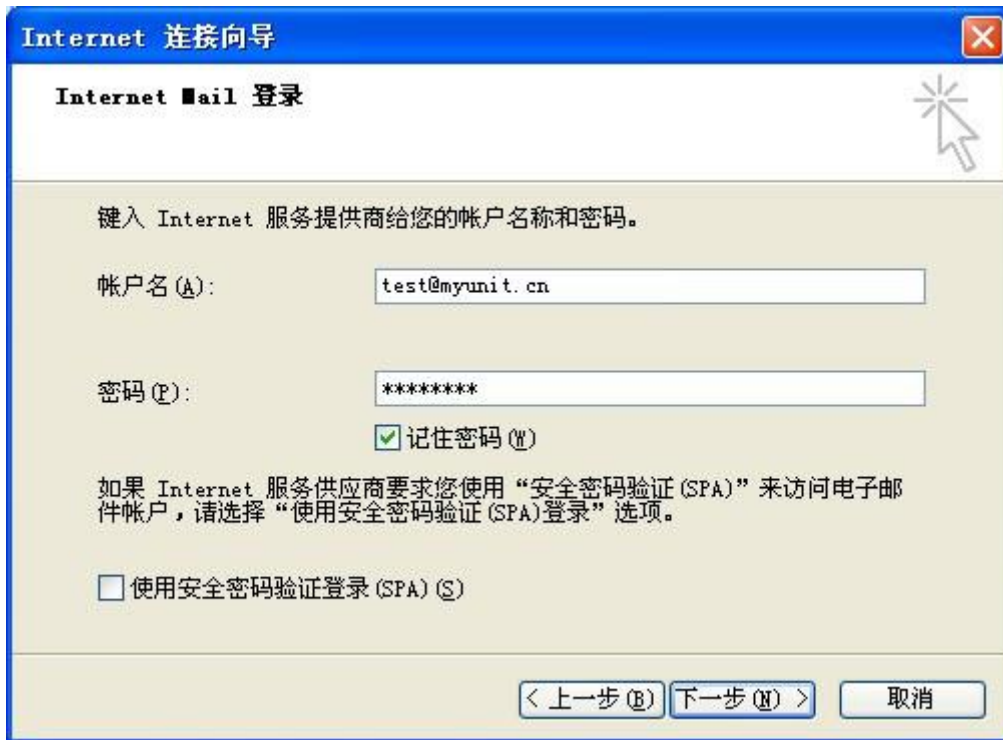 Internet 连接向导
Internet Mail 登录
键入 Internet 服务提供商给您的帐户名称和密码。
帐户名(A):
test@myunit.cn
密码(P):
********
记住密码(W)
如果 Internet 服务供应商要求您使用“安全密码验证(SPA)”来访问电子邮
件帐户，请选择“使用安全密码验证(SPA)登录”选项。
使用安全密码验证登录(SPA)(S)
< 上一步(B) 下一步(N) > 取消